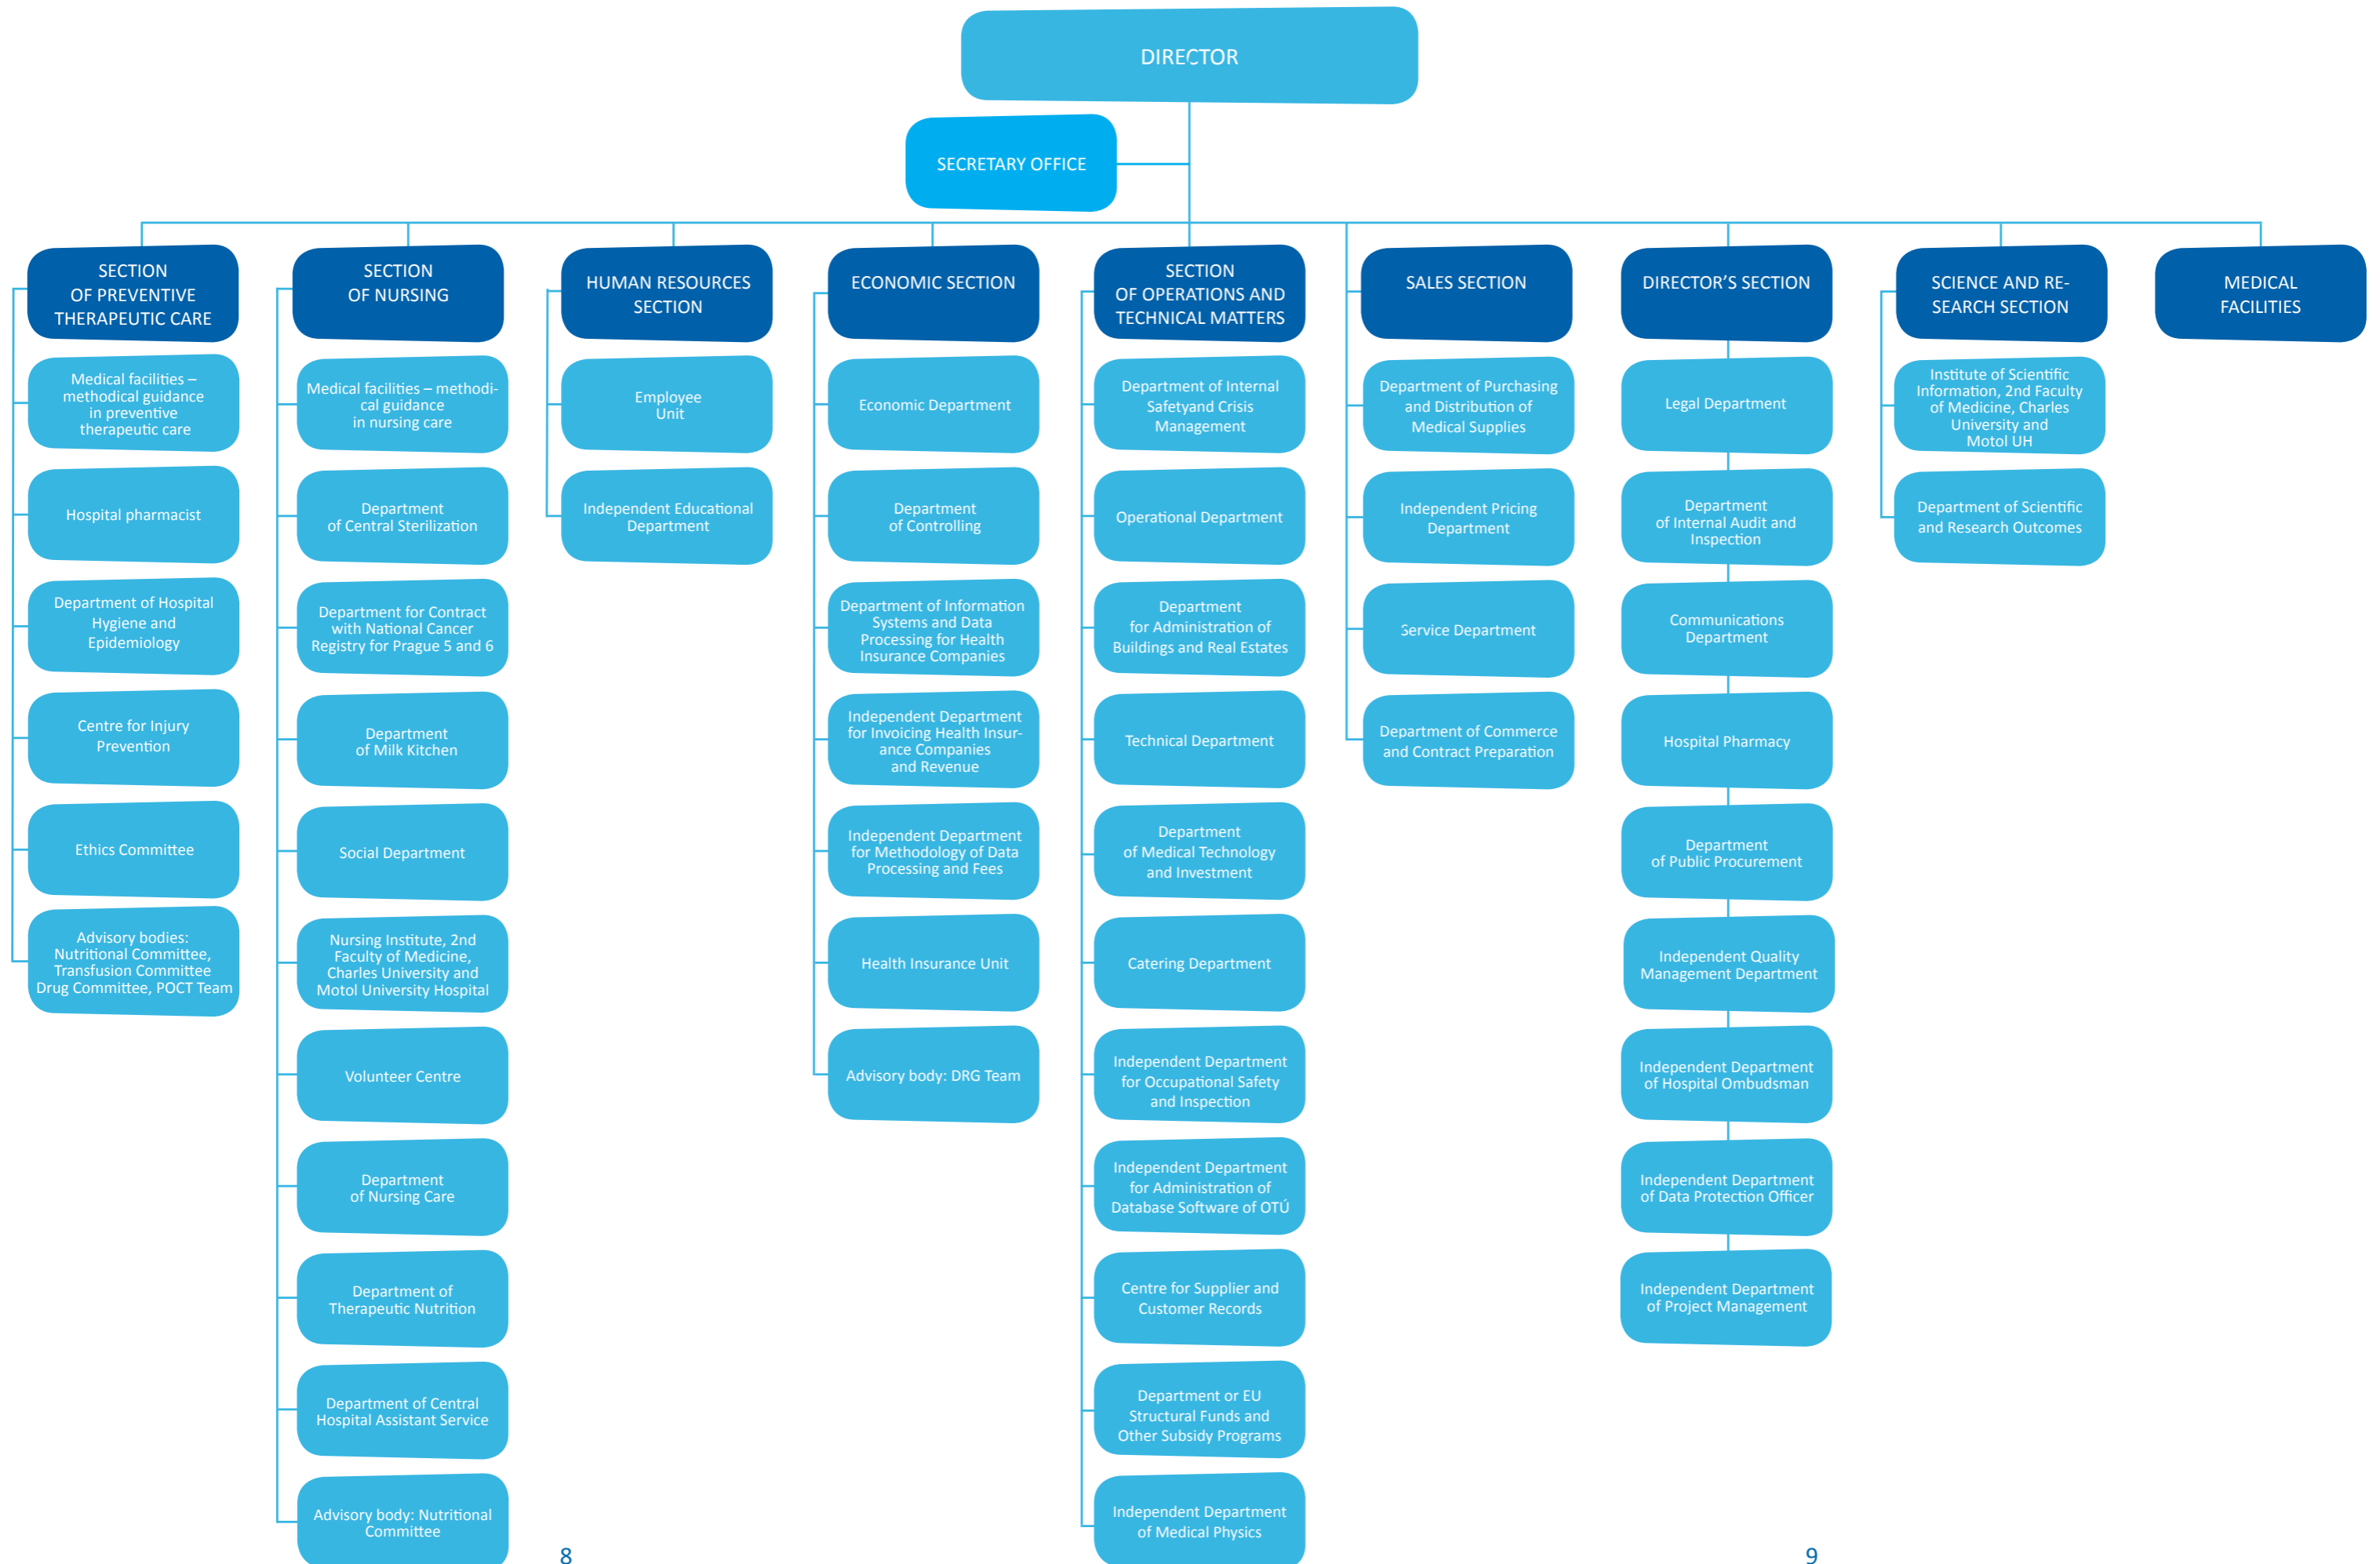 DIRECTOR
SECRETARY OFFICE
SECTION
OF PREVENTIVE
THERAPEUTIC CARE
Medical facilities –
methodical guidance
in preventive
therapeutic care
Hospital pharmacist
Department of Hospital
Hygiene and
Epidemiology
Centre for Injury
Prevention
Ethics Committee
Advisory bodies:
Nutritional Committee,
Transfusion Committee
Drug Committee, POCT Team
SECTION
OF NURSING
Medical facilities – methodi-
cal guidance
in nursing care
Department
of Central Sterilization
Department for Contract
with National Cancer
Registry for Prague 5 and 6
Department
of Milk Kitchen
Social Department
Nursing Institute, 2nd
Faculty of Medicine,
Charles University and
Motol University Hospital
Volunteer Centre
Department
of Nursing Care
Department of
Therapeutic Nutrition
Department of Central
Hospital Assistant Service
Advisory body: Nutritional
Committee
HUMAN RESOURCES
SECTION
Employee
Unit
Independent Educational
Department
ECONOMIC SECTION
Economic Department
Department
of Controlling
Department of Information
Systems and Data
Processing for Health
Insurance Companies
Independent Department
for Invoicing Health Insur-
ance Companies
and Revenue
Independent Department
for Methodology of Data
Processing and Fees
Health Insurance Unit
Advisory body: DRG Team
SECTION
OF OPERATIONS AND
TECHNICAL MATTERS
Department of Internal
Safetyand Crisis
Management
Operational Department
Department
for Administration of
Buildings and Real Estates
Technical Department
Department
of Medical Technology
and Investment
Catering Department
Independent Department
for Occupational Safety
and Inspection
Independent Department
for Administration of
Database Software of OTÚ
Centre for Supplier and
Customer Records
Department or EU
Structural Funds and
Other Subsidy Programs
Independent Department
of Medical Physics
SALES SECTION
Department of Purchasing
and Distribution of
Medical Supplies
Independent Pricing
Department
Service Department
Department of Commerce
and Contract Preparation
DIRECTOR’S SECTION
Legal Department
Department
of Internal Audit and
Inspection
Communications
Department
Hospital Pharmacy
Department
of Public Procurement
Independent Quality
Management Department
Independent Department
of Hospital Ombudsman
Independent Department
of Data Protection Officer
Independent Department
of Project Management
SCIENCE AND RE-
SEARCH SECTION
Institute of Scientific
Information, 2nd Faculty
of Medicine, Charles
University and
Motol UH
Department of Scientific
and Research Outcomes
MEDICAL
FACILITIES
8
9